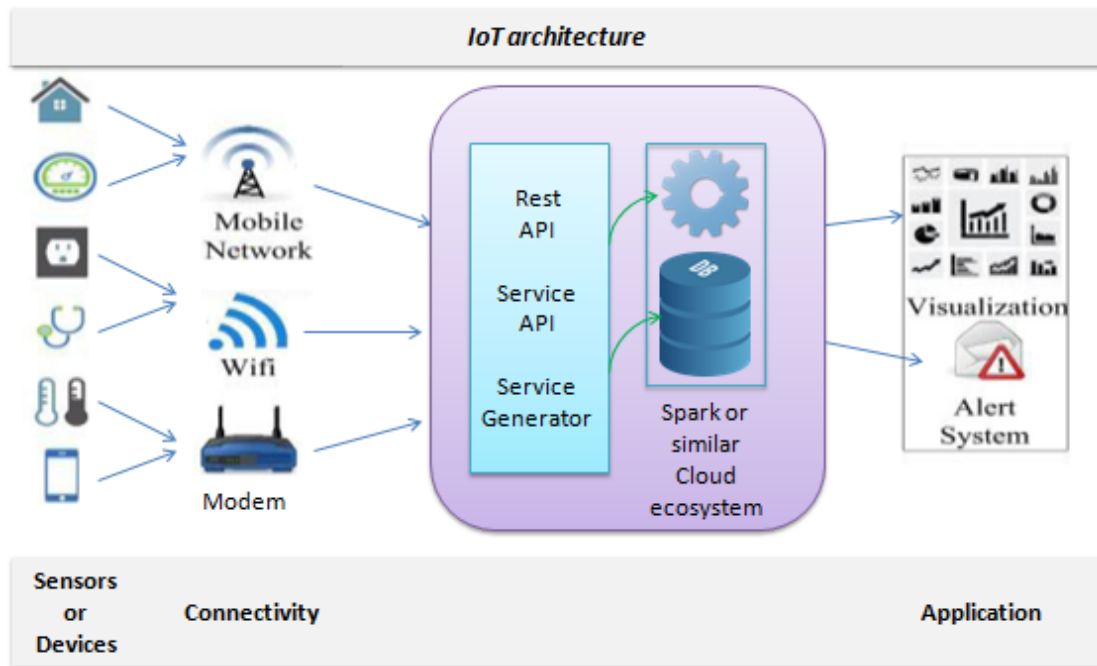 IoT architecture
Mobile
Network
Wifi
Modem
Rest
API
Service
API
Service
Generator
DB
Spark or
similar
Cloud
ecosystem
Visualization
Alert
System
Sensors
or
Devices
Connectivity
Application